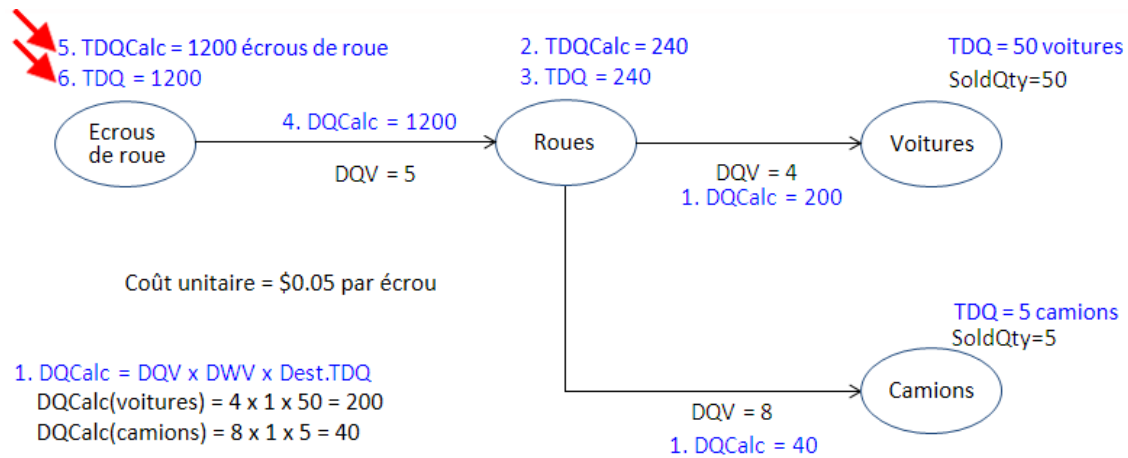 5. TDQCalc = 1200 écrous de roue
6. TDQ = 1200
2. TDQCalc = 240
3. TDQ = 240
TDQ = 50 voitures
SoldQty=50
Ecrous
de roue
4. DQCalc = 1200
DQV = 5
Roues
DQV = 4
1. DQCalc = 200
Voitures
Coût unitaire = $0.05 par écrou
TDQ = 5 camions
SoldQty=5
1. DQCalc = DQV x DWV x Dest.TDQ
DQCalc(voitures) = 4 x 1 x 50 = 200
DQCalc(camions) = 8 x 1 x 5 = 40
DQV = 8
1. DQCalc = 40
Camions